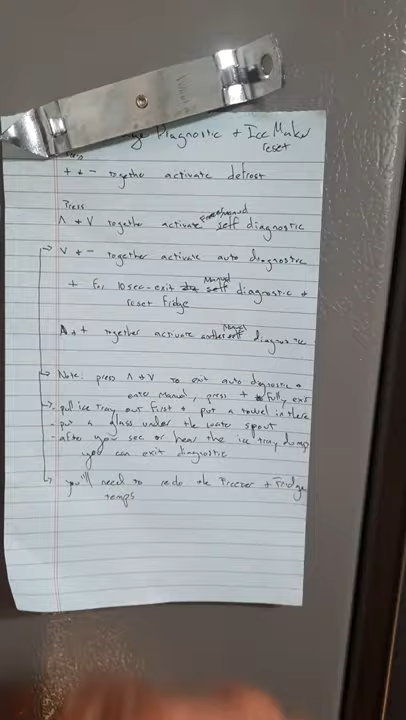 Diagnostic + Ice Maker
reset
+ + - together activate defrost
Press
Λ + V together activate diagnostic
V + - together activate auto diagnostic
Manual
+ For 10sec-exit diagnostic +
reset fridge
+ together activate diagnostic
Note: press Λ + V to exit auto diagnostic +
enter Manual, press + fully exit
- pull ice tray out first + put a towel in there
- put a glass under the water spout
- after you see or hear the ice tray dump
you can exit diagnostic
you'll need to redo the Freezer + Fridge
temps